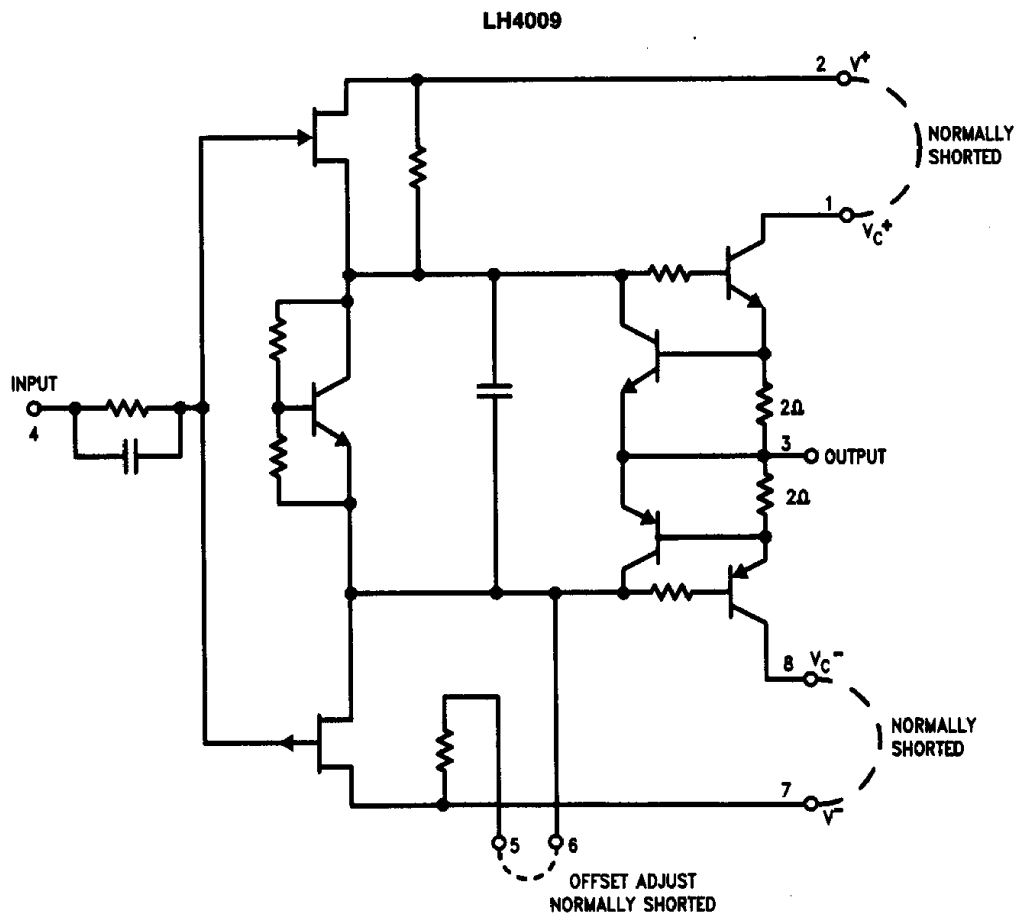 LH4009
2 V+
NORMALLY
SHORTED
1
VC+
INPUT
4
2Ω
3
OUTPUT
2Ω
8 VC-
NORMALLY
SHORTED
7
V-
5 6
OFFSET ADJUST
NORMALLY SHORTED